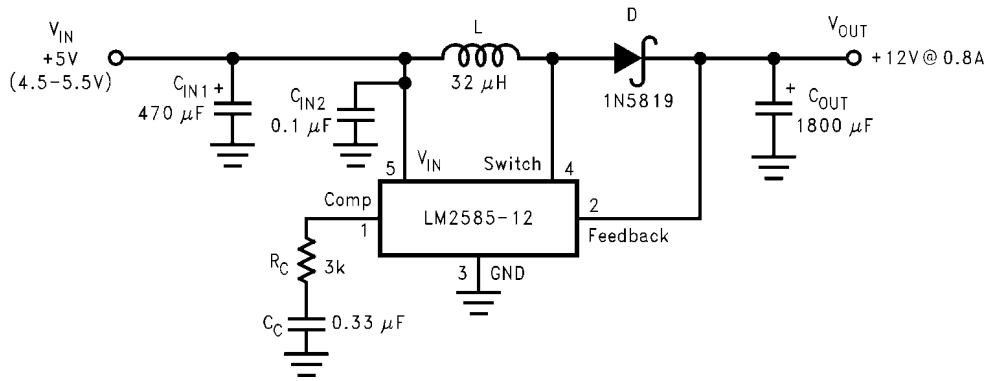 V_IN
+5V
(4.5–5.5V)
C_IN1 +
470 μF
C_IN2
0.1 μF
L
32 μH
D
1N5819
V_OUT
+12V@0.8A
+
C_OUT
1800 μF
5
V_IN
Switch
4
Comp
1
LM2585-12
2
Feedback
3
GND
R_C
3k
C_C
0.33 μF